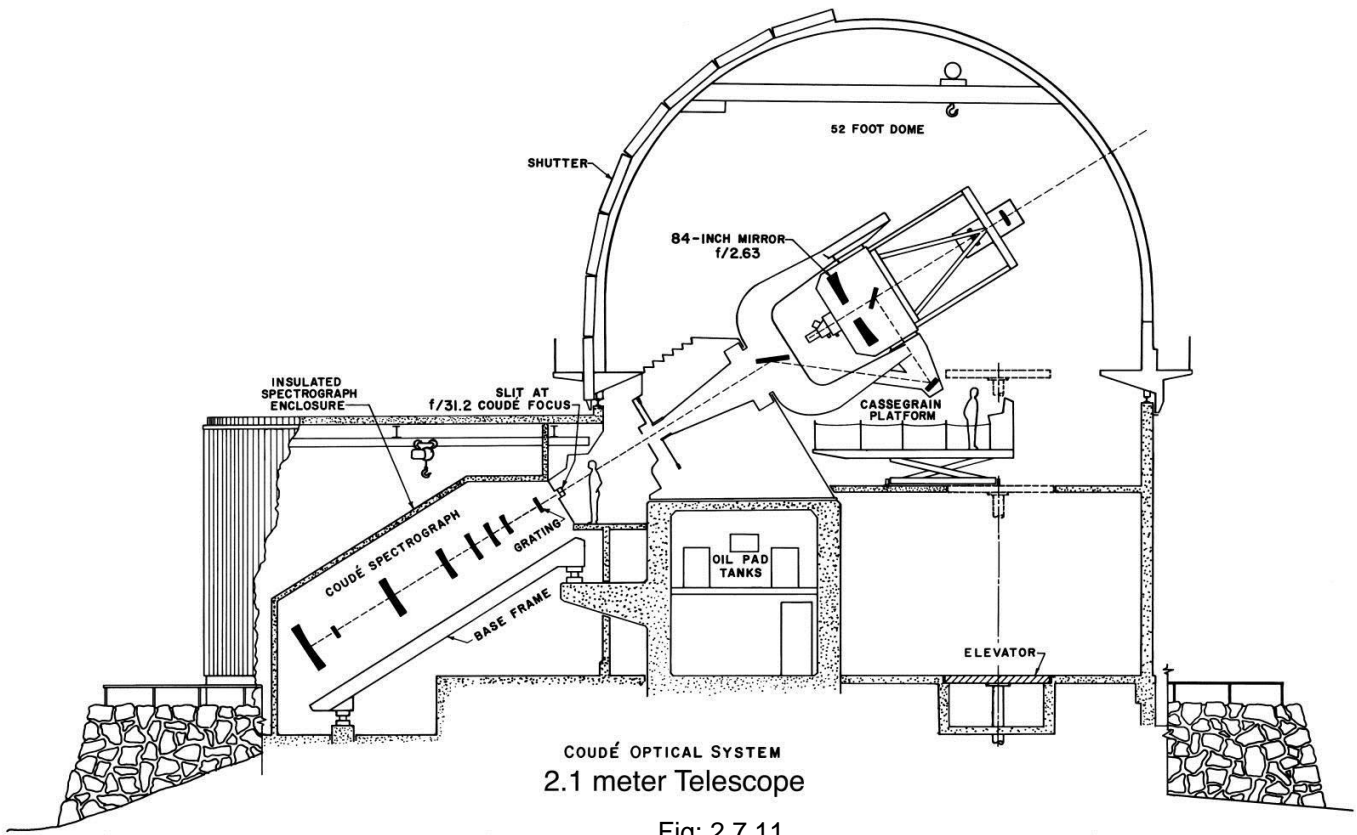 52 FOOT DOME
SHUTTER
84-INCH MIRROR
f/2.63
INSULATED
SPECTROGRAPH
ENCLOSURE
SLIT AT
f/31.2 COUDÉ FOCUS
CASSEGRAIN
PLATFORM
COUDÉ SPECTROGRAPH
GRATING
OIL PAD
TANKS
BASE FRAME
ELEVATOR
COUDÉ OPTICAL SYSTEM
2.1 meter Telescope
Fig: 2.7.11